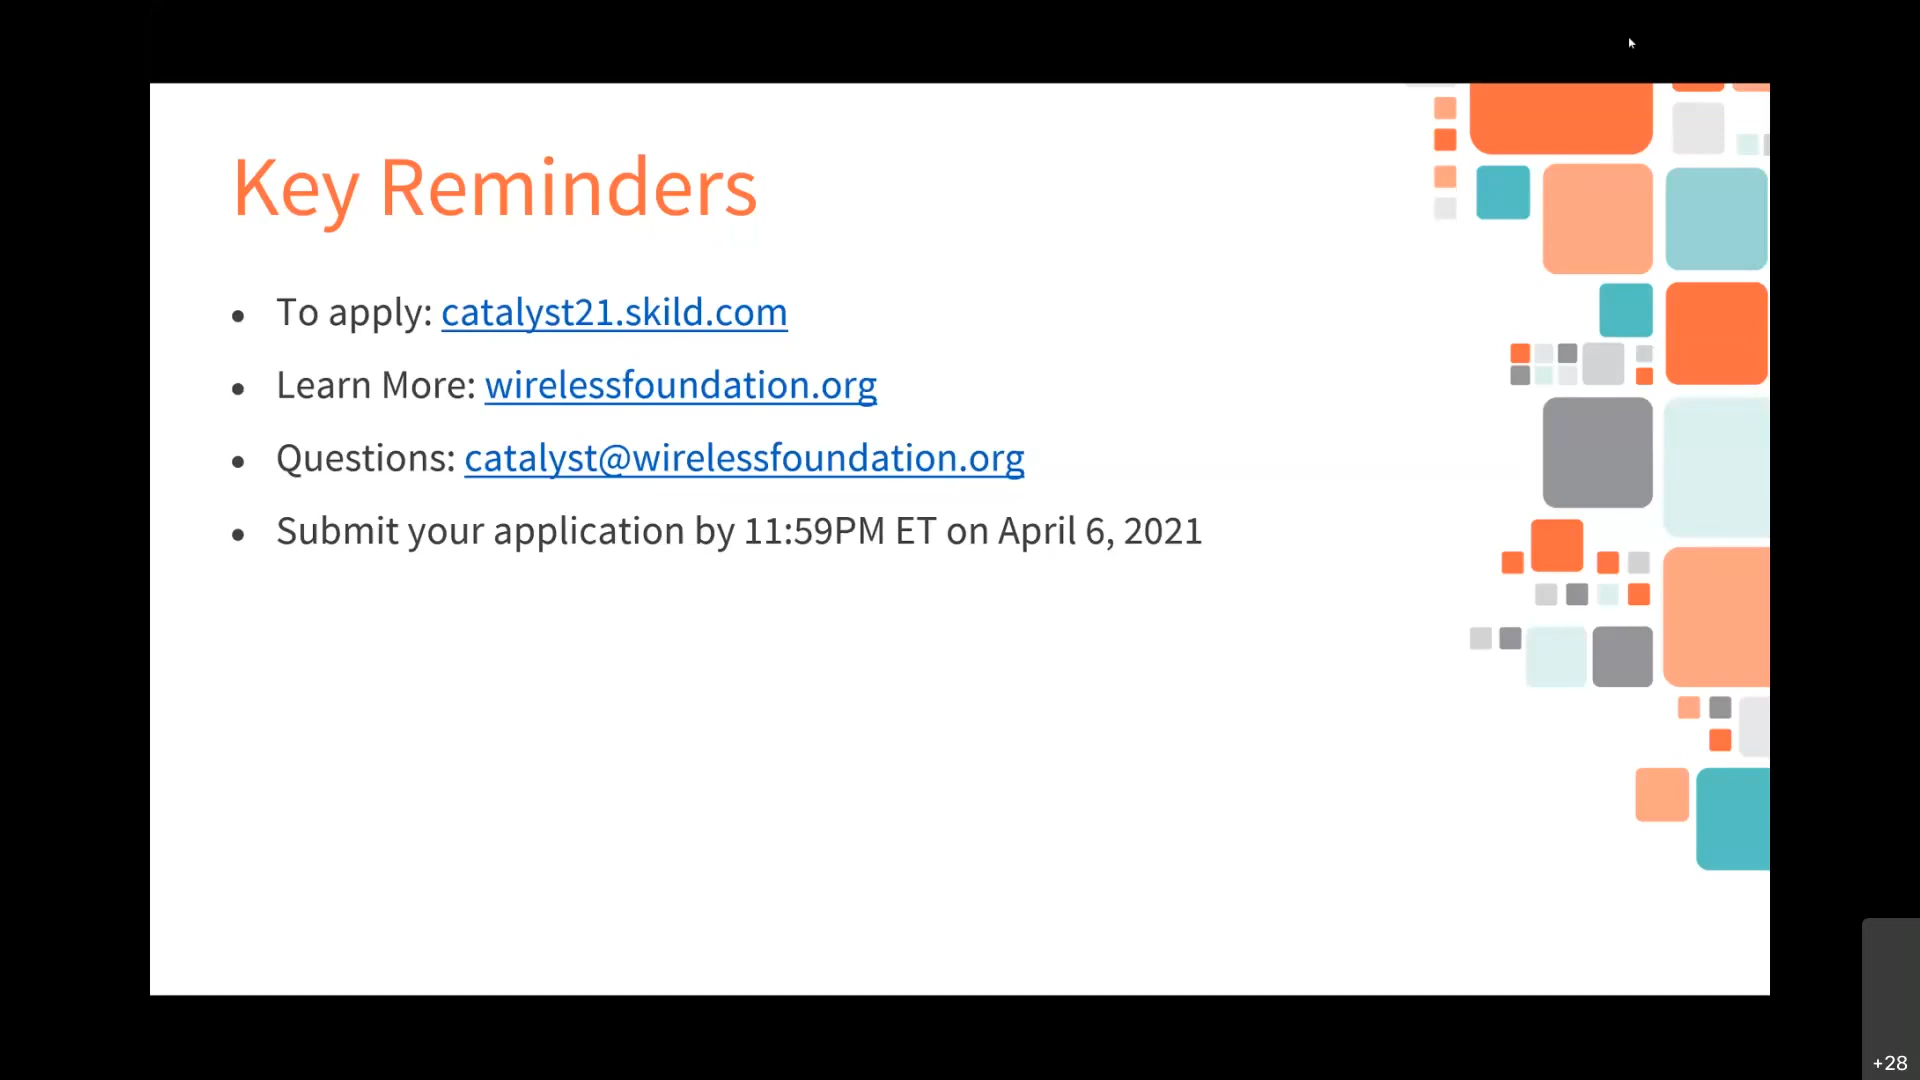 Key Reminders
• To apply: catalyst21.skild.com
• Learn More: wirelessfoundation.org
• Questions: catalyst@wirelessfoundation.org
• Submit your application by 11:59PM ET on April 6, 2021
+28